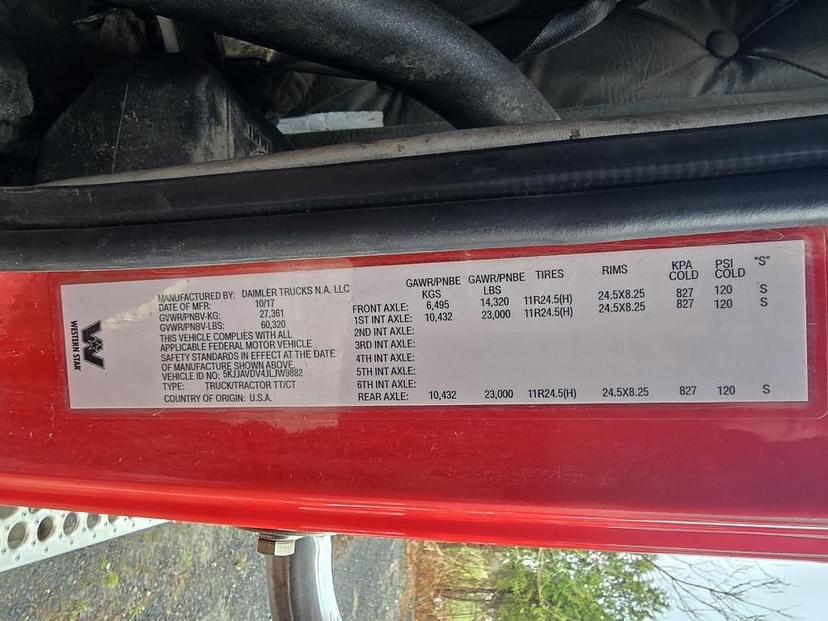 WESTERN STAR
MANUFACTURED BY: DAIMLER TRUCKS N.A. LLC
DATE OF MFR: 10/17
GVWR/PNBV-KG: 27,361
GVWR/PNBV-LBS: 60,320
THIS VEHICLE COMPLIES WITH ALL
APPLICABLE FEDERAL MOTOR VEHICLE
SAFETY STANDARDS IN EFFECT AT THE DATE
OF MANUFACTURE SHOWN ABOVE.
VEHICLE ID NO: 5KJJAVDV4JLJW9882
TYPE: TRUCK/TRACTOR TT/CT
COUNTRY OF ORIGIN: U.S.A.
GAWR/PNBE KGS GAWR/PNBE LBS TIRES RIMS KPA COLD PSI COLD "S"
FRONT AXLE: 6,495 14,320 11R24.5(H) 24.5X8.25 827 120 S
1ST INT AXLE: 10,432 23,000 11R24.5(H) 24.5X8.25 827 120 S
2ND INT AXLE:
3RD INT AXLE:
4TH INT AXLE:
5TH INT AXLE:
6TH INT AXLE:
REAR AXLE: 10,432 23,000 11R24.5(H) 24.5X8.25 827 120 S